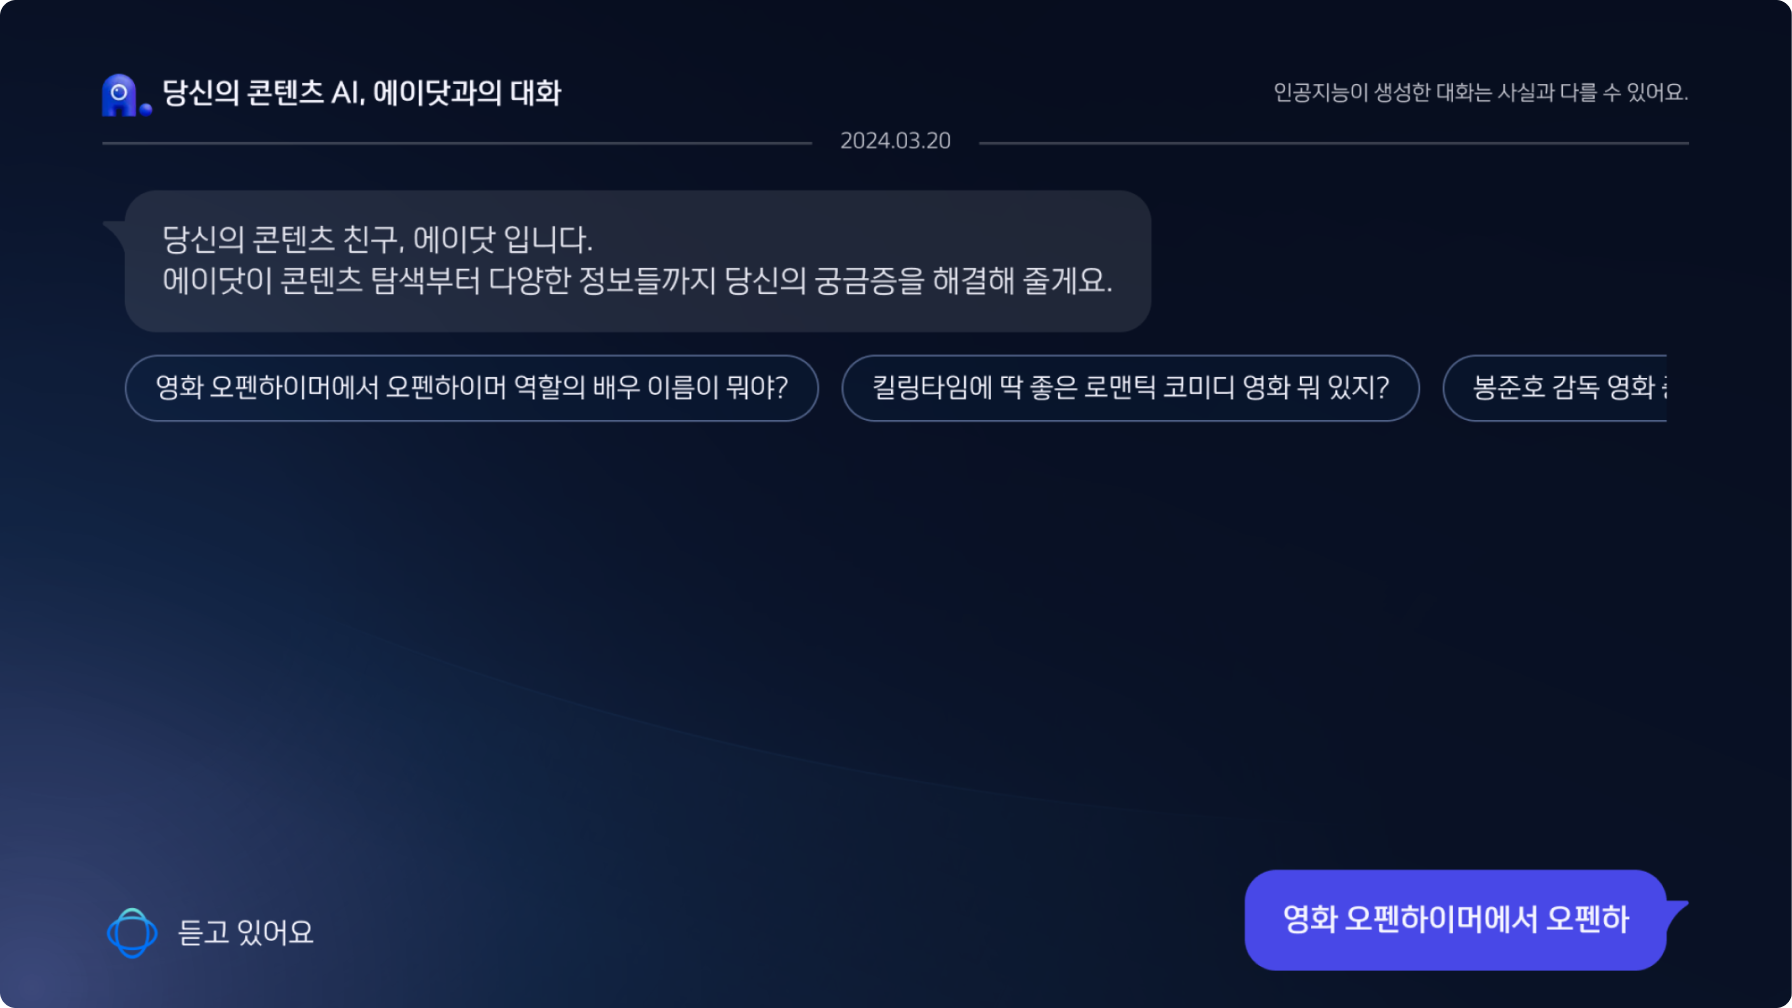 당신의 콘텐츠 AI, 에이닷과의 대화
인공지능이 생성한 대화는 사실과 다를 수 있어요.
2024.03.20
당신의 콘텐츠 친구, 에이닷 입니다.
에이닷이 콘텐츠 탐색부터 다양한 정보들까지 당신의 궁금증을 해결해 줄게요.
영화 오펜하이머에서 오펜하이머 역할의 배우 이름이 뭐야?
킬링타임에 딱 좋은 로맨틱 코미디 영화 뭐 있지?
봉준호 감독 영화
듣고 있어요
영화 오펜하이머에서 오펜하